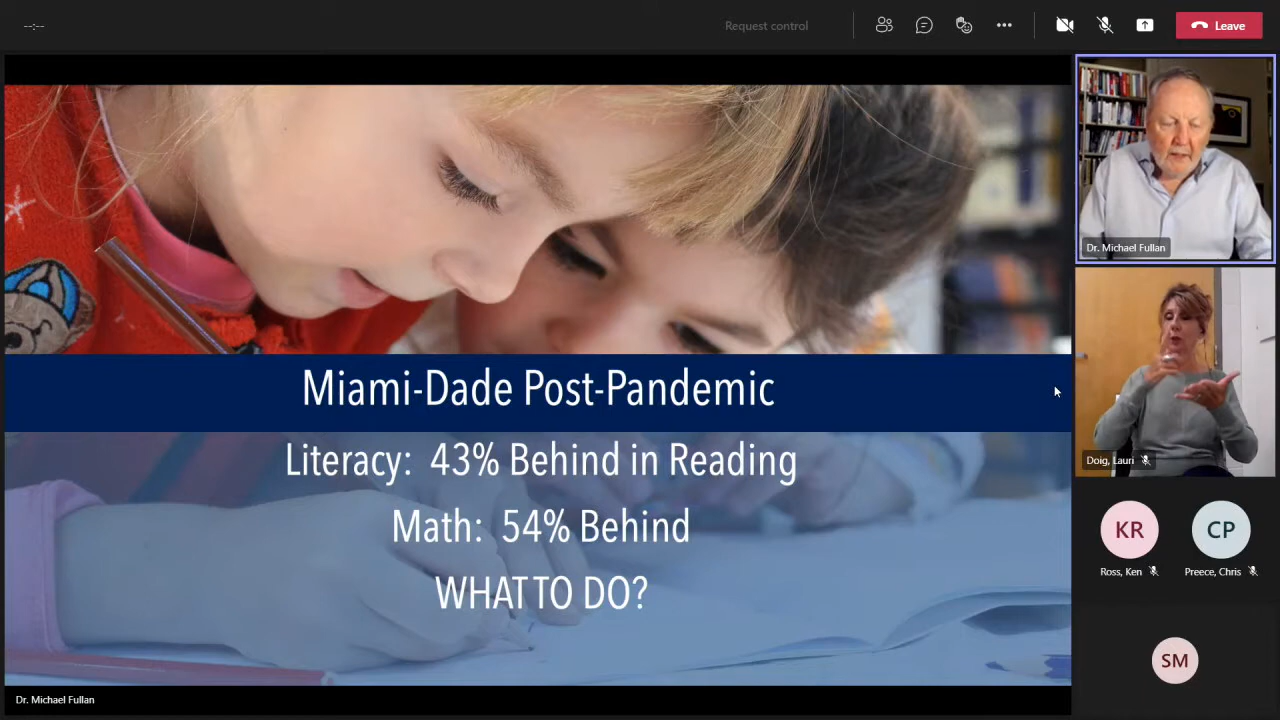 --:--
Request control
Leave
Miami-Dade Post-Pandemic
Literacy: 43% Behind in Reading
Math: 54% Behind
WHAT TO DO?
Dr. Michael Fullan
Dr. Michael Fullan
Doig, Lauri
KR
CP
Ross, Ken
Preece, Chris
SM